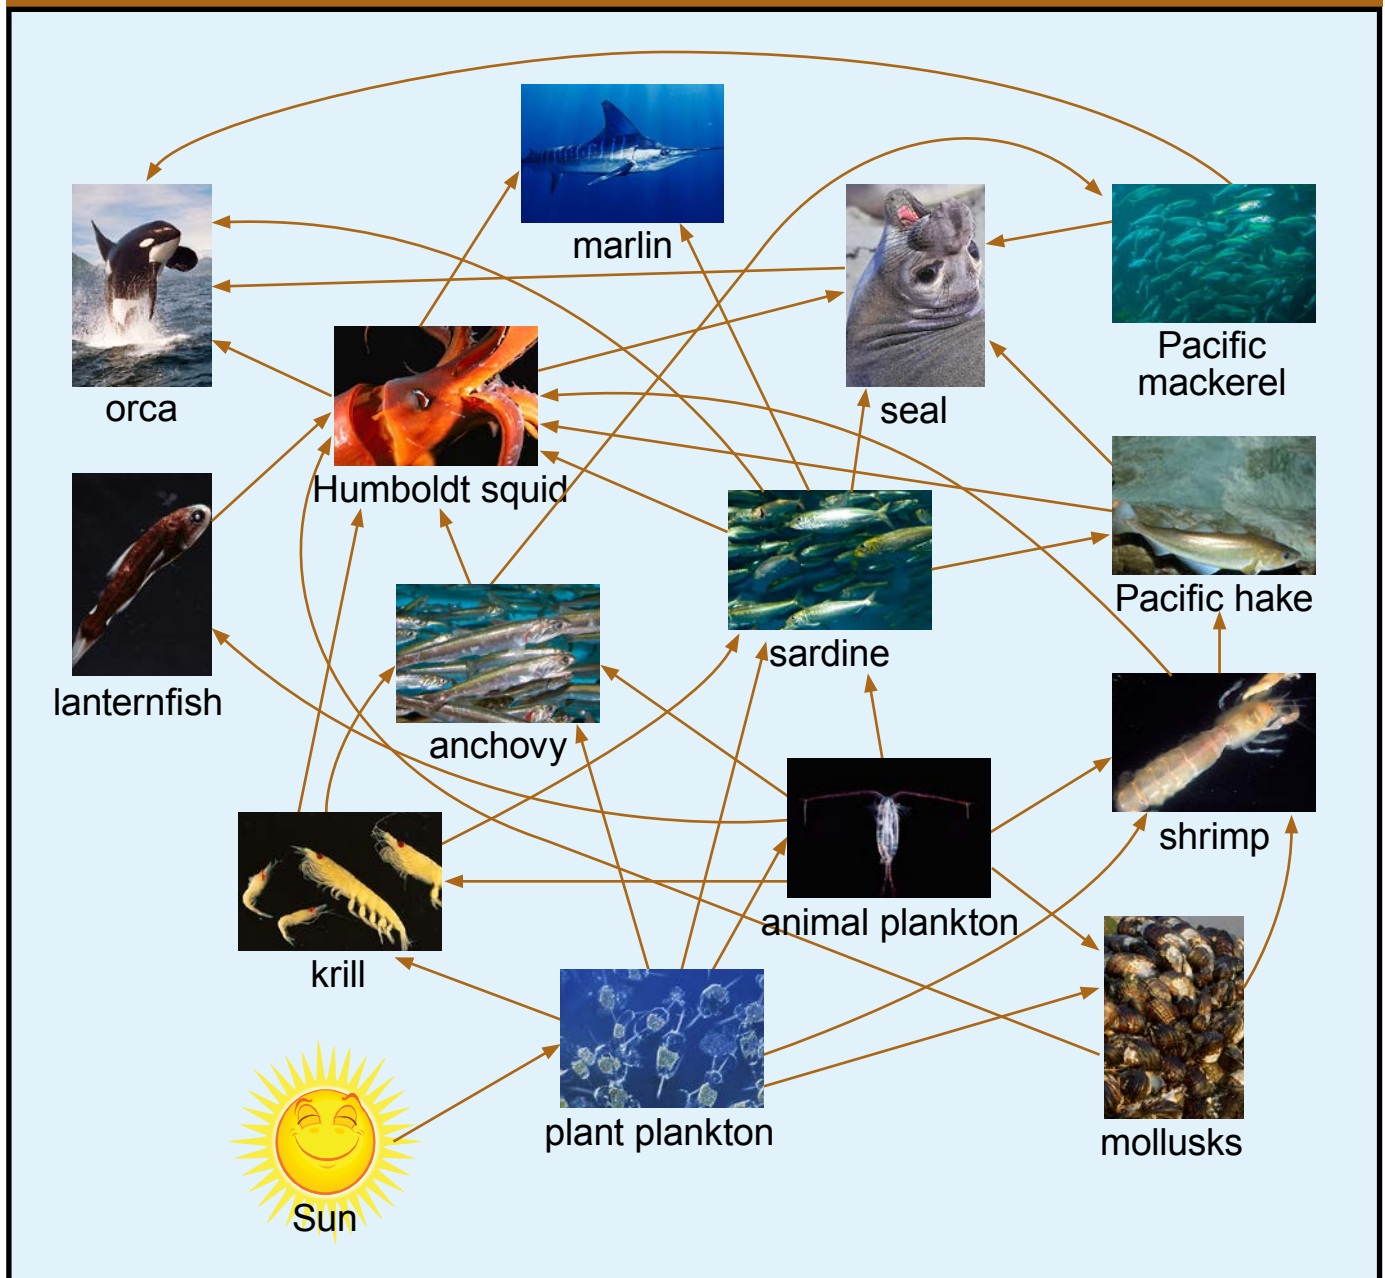 marlin
orca
seal
Pacific
mackerel
Humboldt squid
lanternfish
anchovy
sardine
Pacific hake
shrimp
krill
animal plankton
plant plankton
mollusks
Sun